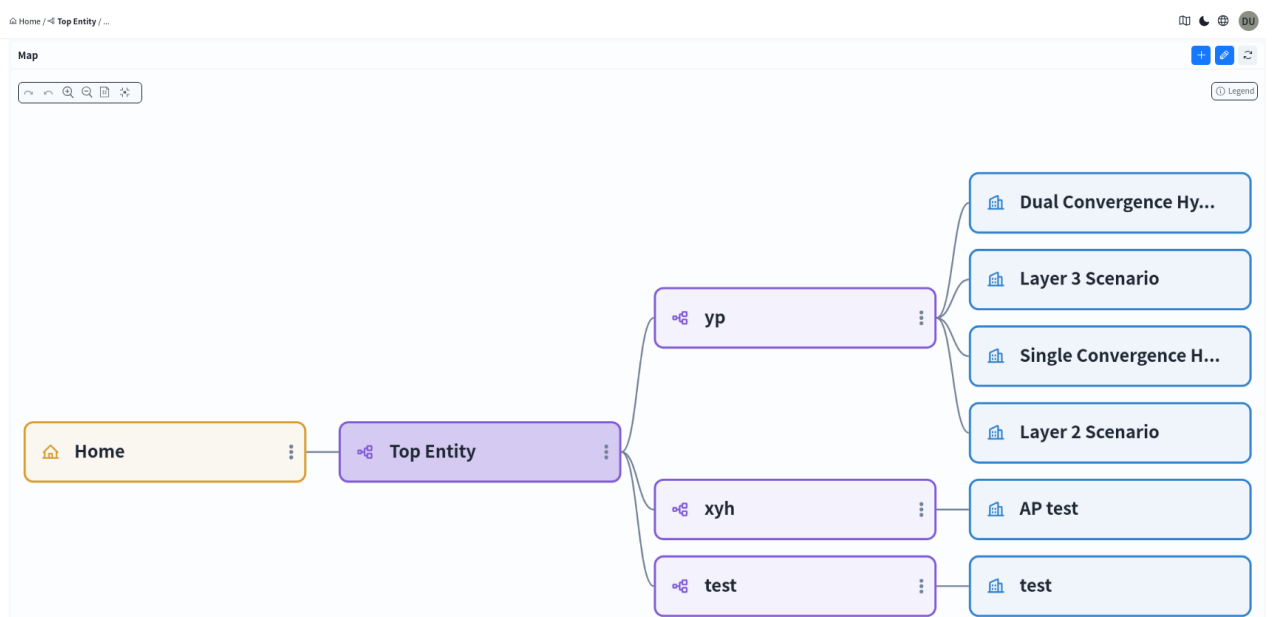 Home / Top Entity / ...
DU
Map
Legend
Dual Convergence Hy...
Layer 3 Scenario
yp
Single Convergence H...
Layer 2 Scenario
Home
Top Entity
xyh
AP test
test
test